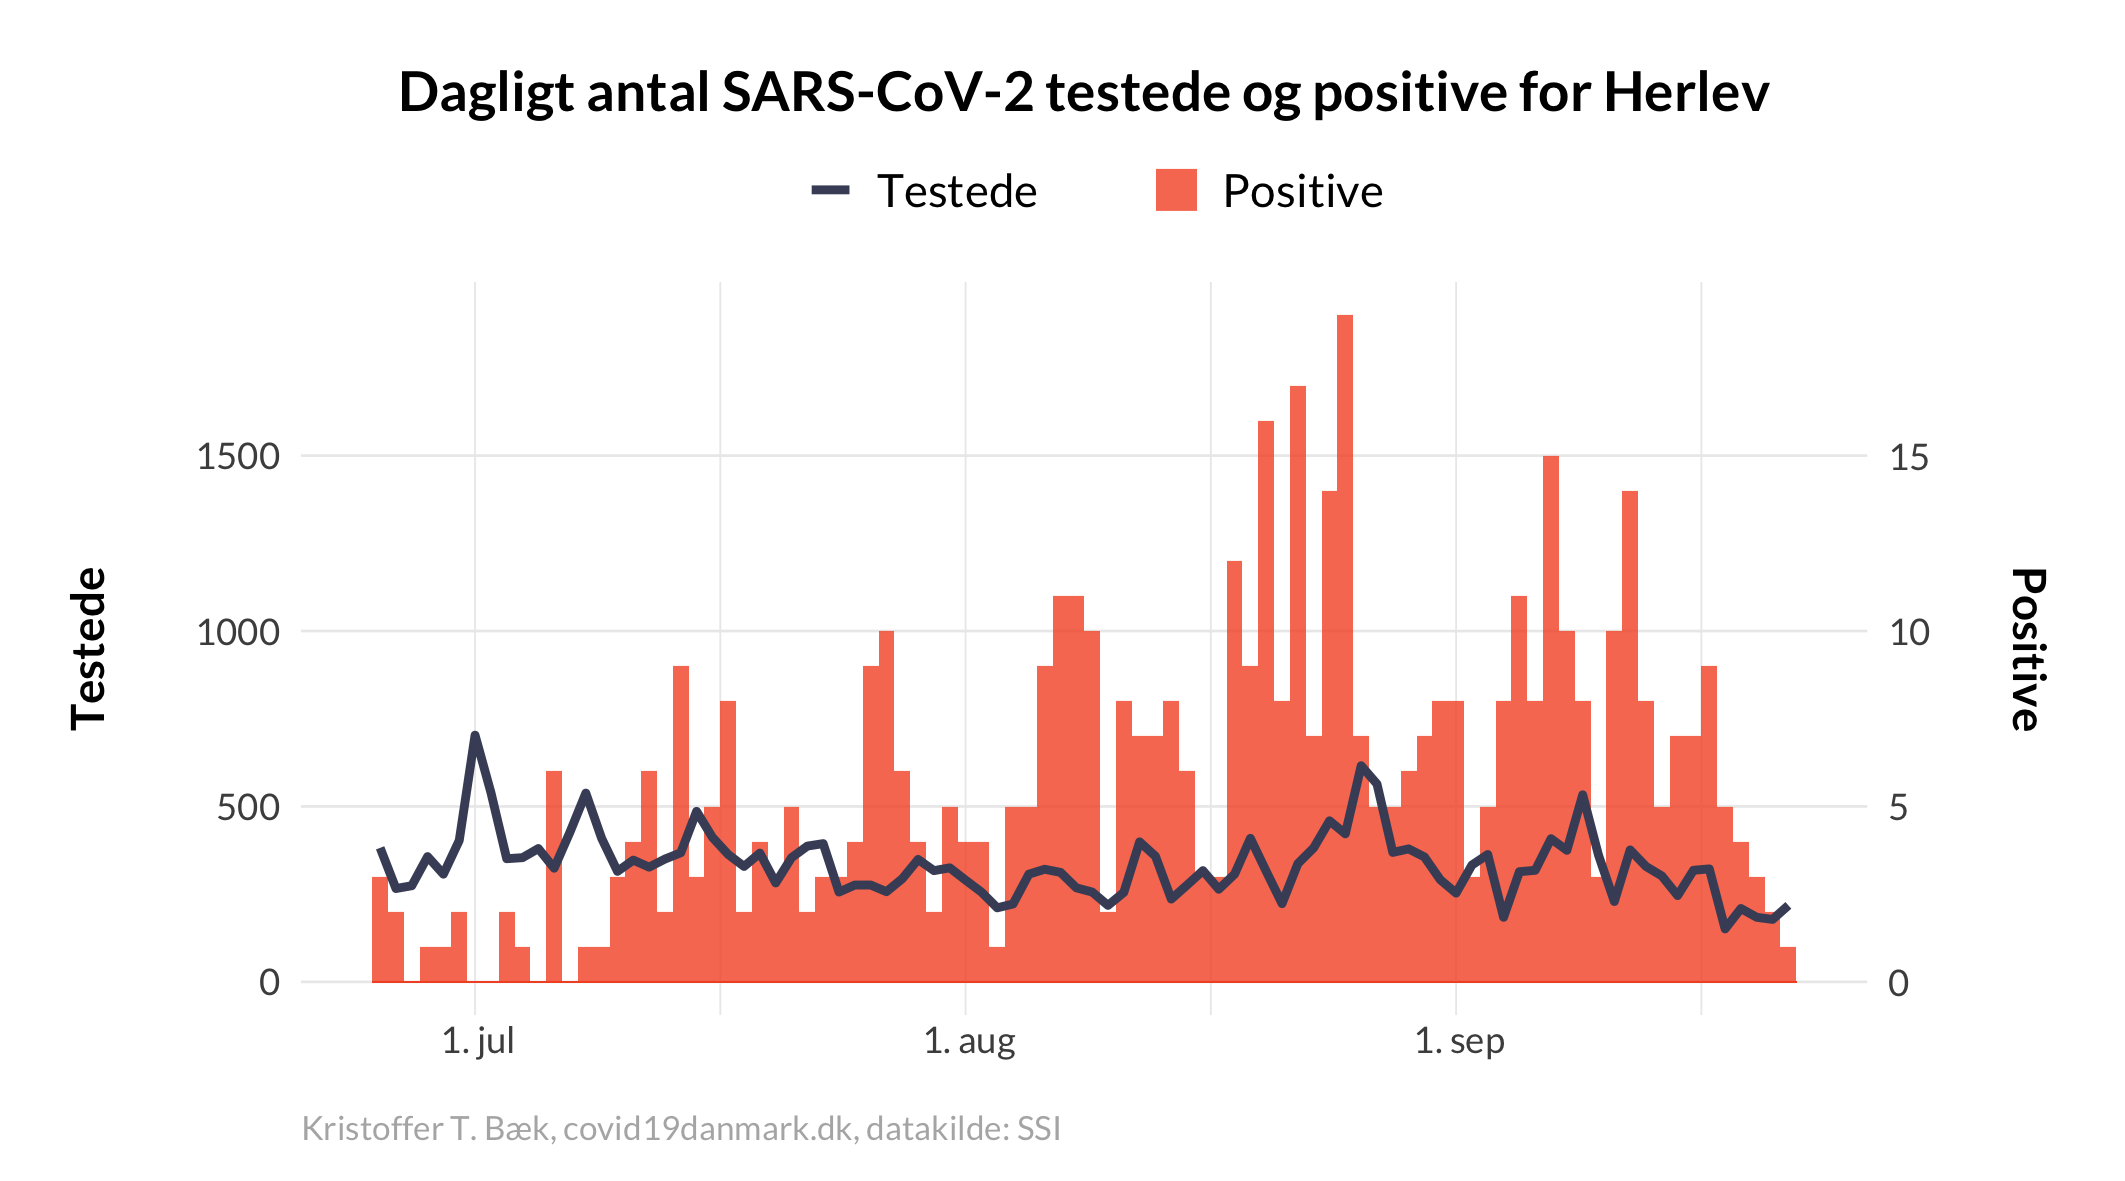 Dagligt antal SARS-CoV-2 testede og positive for Herlev
Testede
Positive
1500
1000
500
0
Testede
15
10
5
0
Positive
1. jul
1. aug
1. sep
Kristoffer T. Bæk, covid19danmark.dk, datakilde: SSI